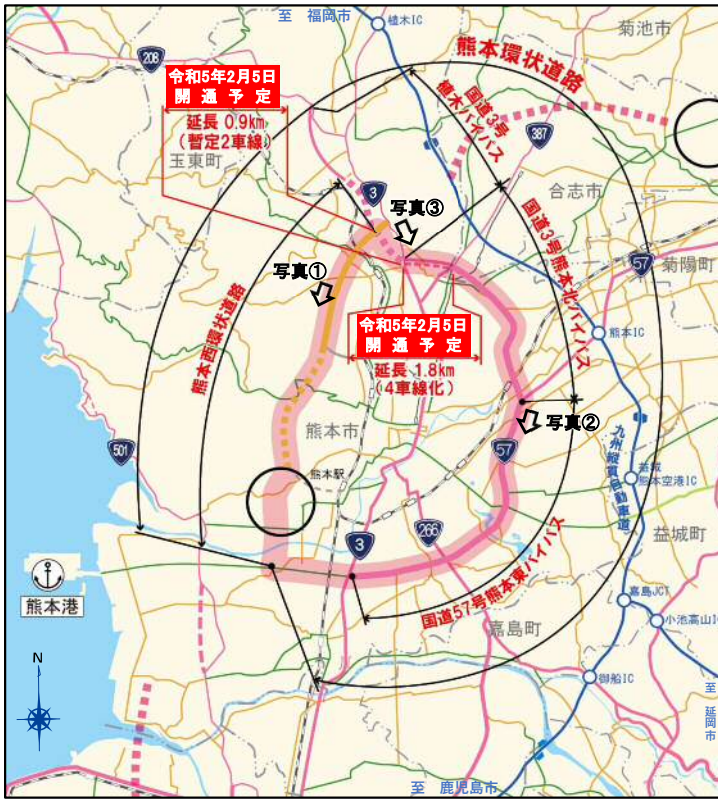 至 福岡市
植木IC
菊池市
208
熊本環状道路
令和5年2月5日
開通予定
国道3号
植木バイパス
387
延長 0.9km
(暫定2車線)
玉東町
合志市
3
写真③
国道3号熊本北バイパス
57
菊陽町
写真①
熊本西環状道路
令和5年2月5日
開通予定
熊本IC
延長 1.8km
(4車線化)
写真②
熊本市
57
501
九州縦貫自動車道
熊本駅
益城
熊本空港IC
266
3
益城町
国道57号熊本東バイパス
熊本港
嘉島JCT
小池高山I
嘉島町
N
御船IC
至 延岡市
至 鹿児島市